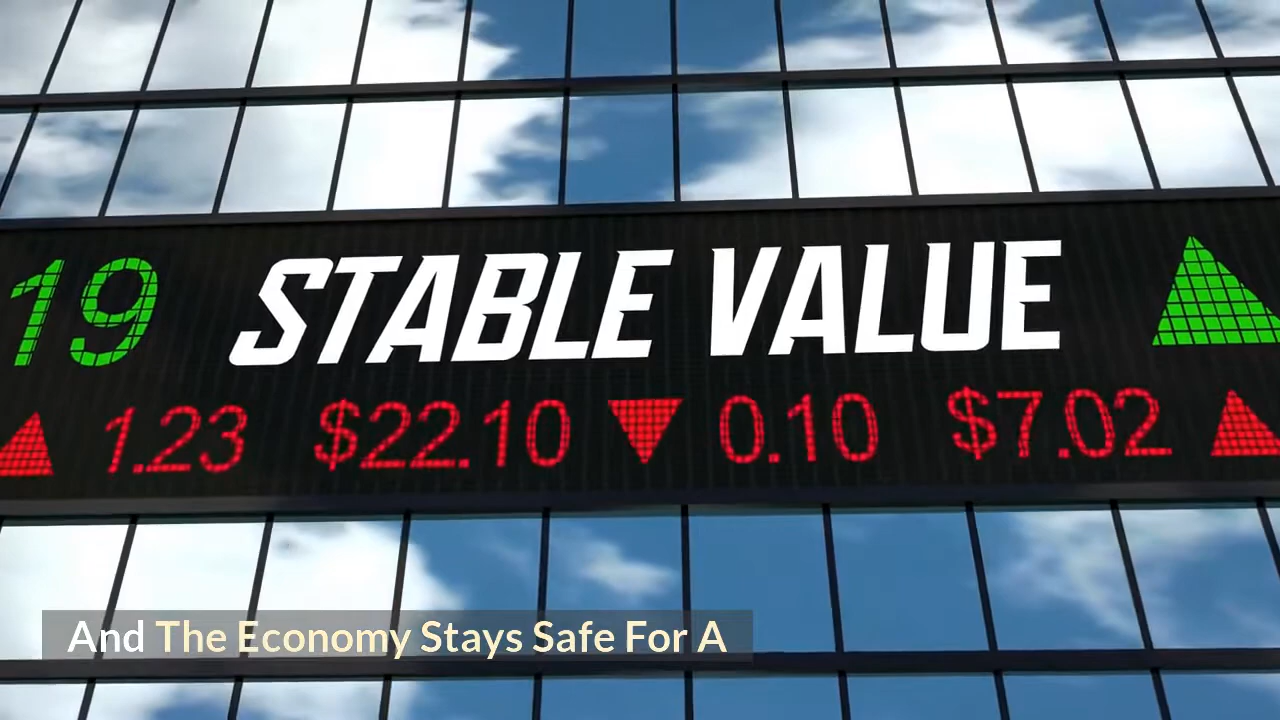 19 STABLE VALUE
1.23 $22.10 0.10 $7.02
And The Economy Stays Safe For A